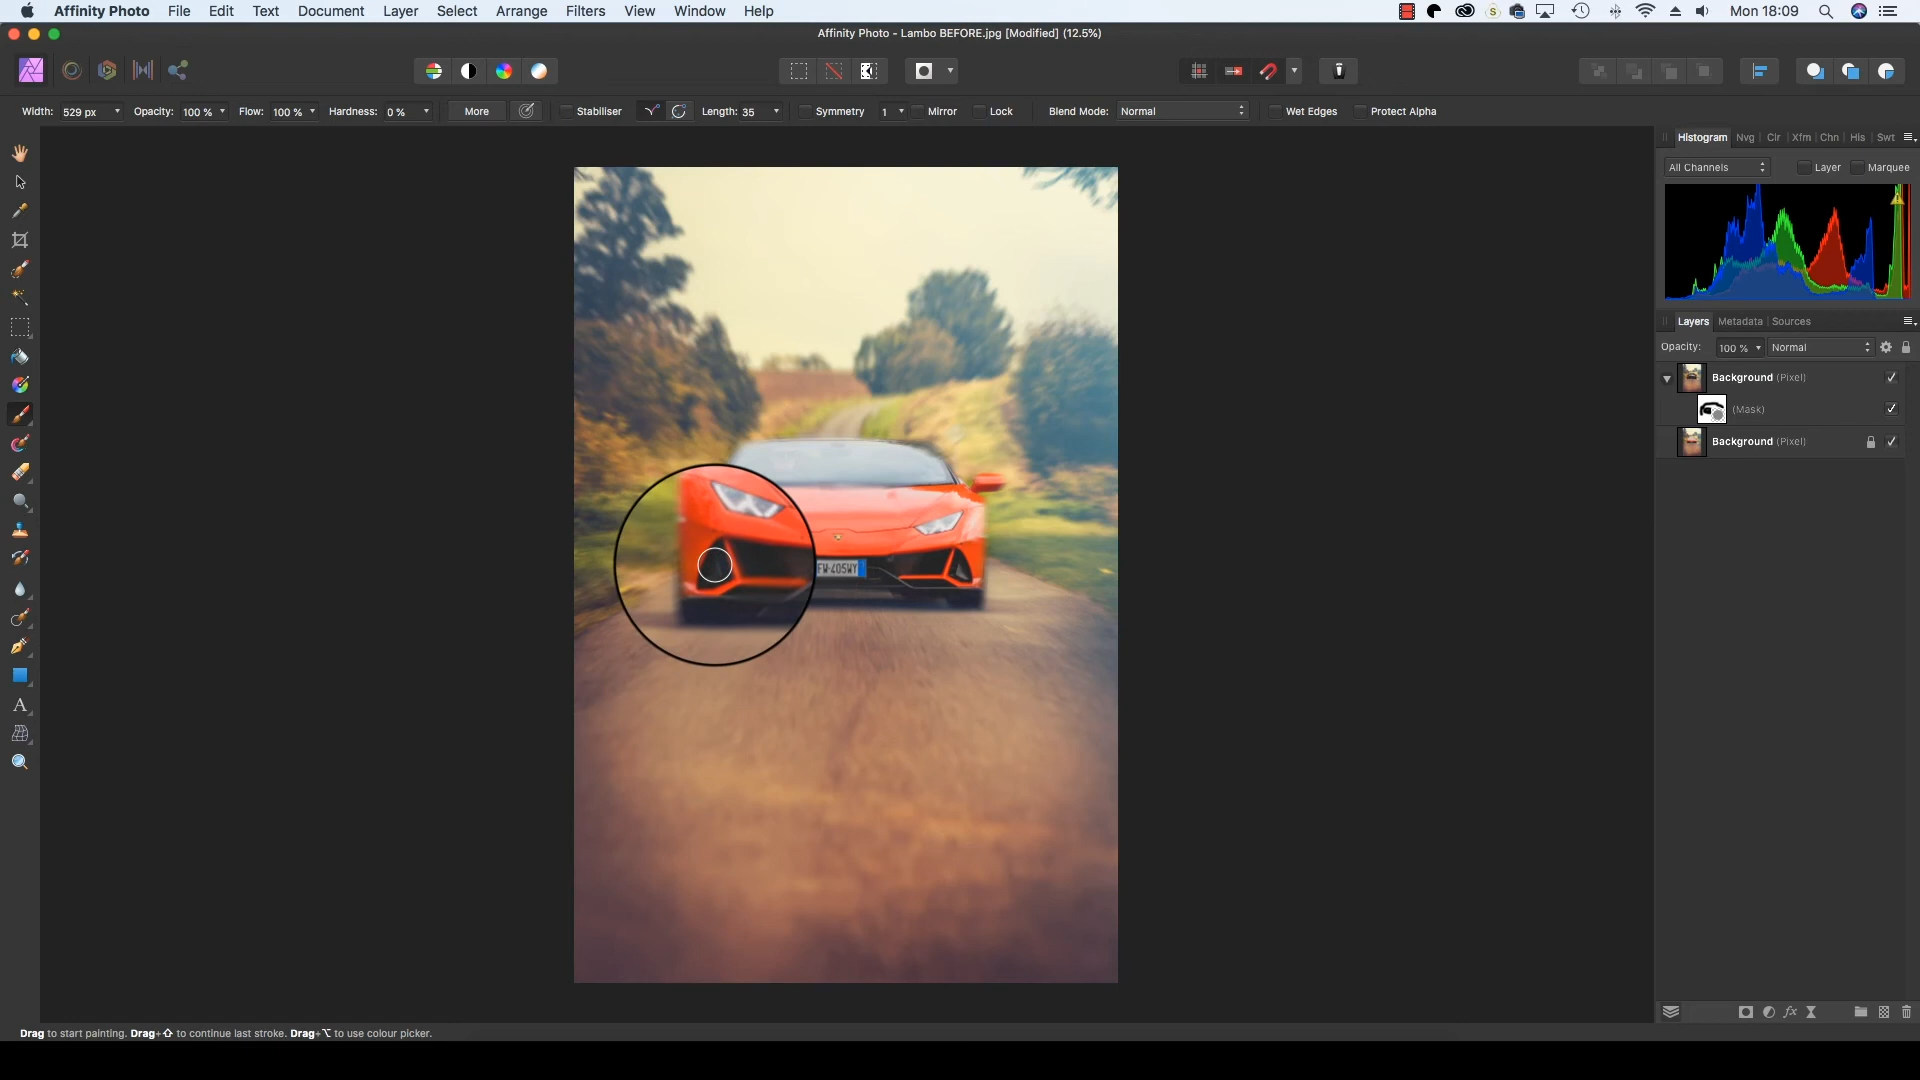 Affinity Photo File Edit Text Document Layer Select Arrange Filters View Window Help Mon 18:09
Affinity Photo - Lambo BEFORE.jpg [Modified] (12.5%)
Width: 529 px Opacity: 100 % Flow: 100 % Hardness: 0 % More Stabiliser Length: 35 Symmetry 1 Mirror Lock Blend Mode: Normal Wet Edges Protect Alpha
Histogram Nvg Clr Xfm Chn His Swt
All Channels Layer Marquee
Layers Metadata Sources
Opacity: 100 % Normal
Background (Pixel)
(Mask)
Background (Pixel)
FW·405WY
A
fx
Drag to start painting. Drag+⇧ to continue last stroke. Drag+⌥ to use colour picker.